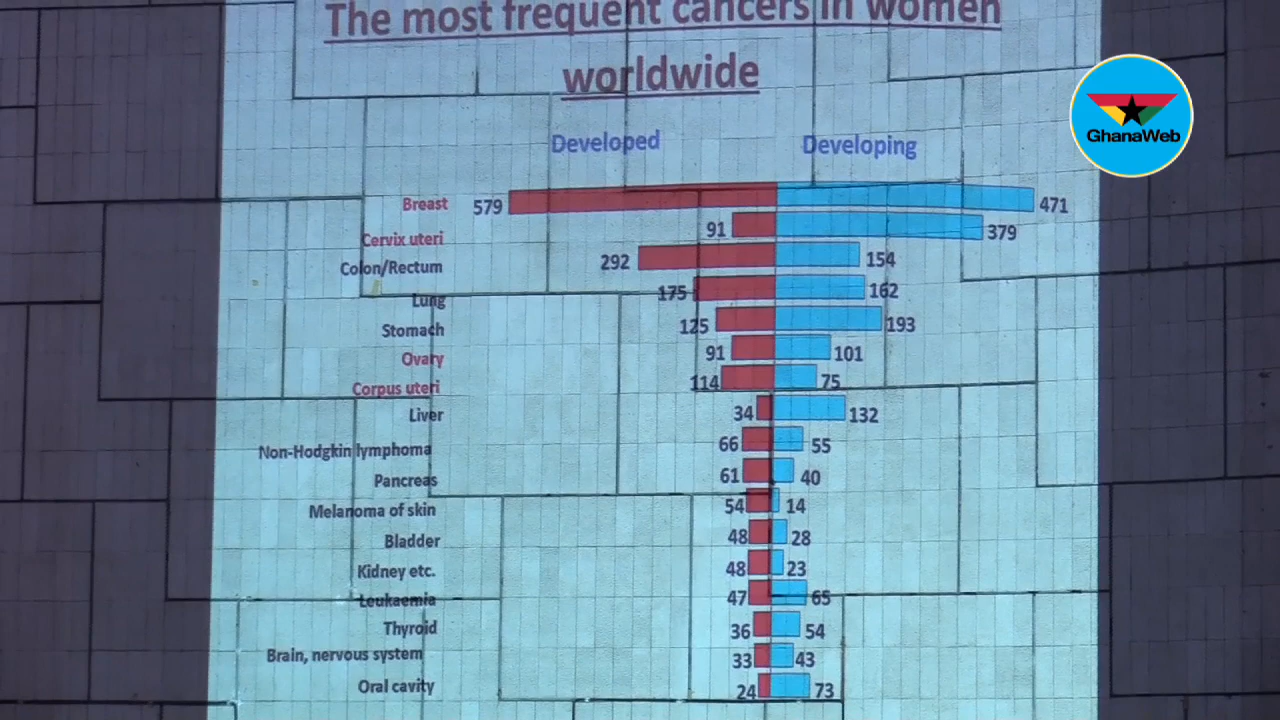 The most frequent cancers in women
worldwide
Developed Developing
GhanaWeb
Breast 579 471
Cervix uteri 91 379
Colon/Rectum 292 154
Lung 175 162
Stomach 125 193
Ovary 91 101
Corpus uteri 114 75
Liver 34 132
Non-Hodgkin lymphoma 66 55
Pancreas 61 40
Melanoma of skin 54 14
Bladder 48 28
Kidney etc. 48 23
Leukaemia 47 65
Thyroid 36 54
Brain, nervous system 33 43
Oral cavity 24 73